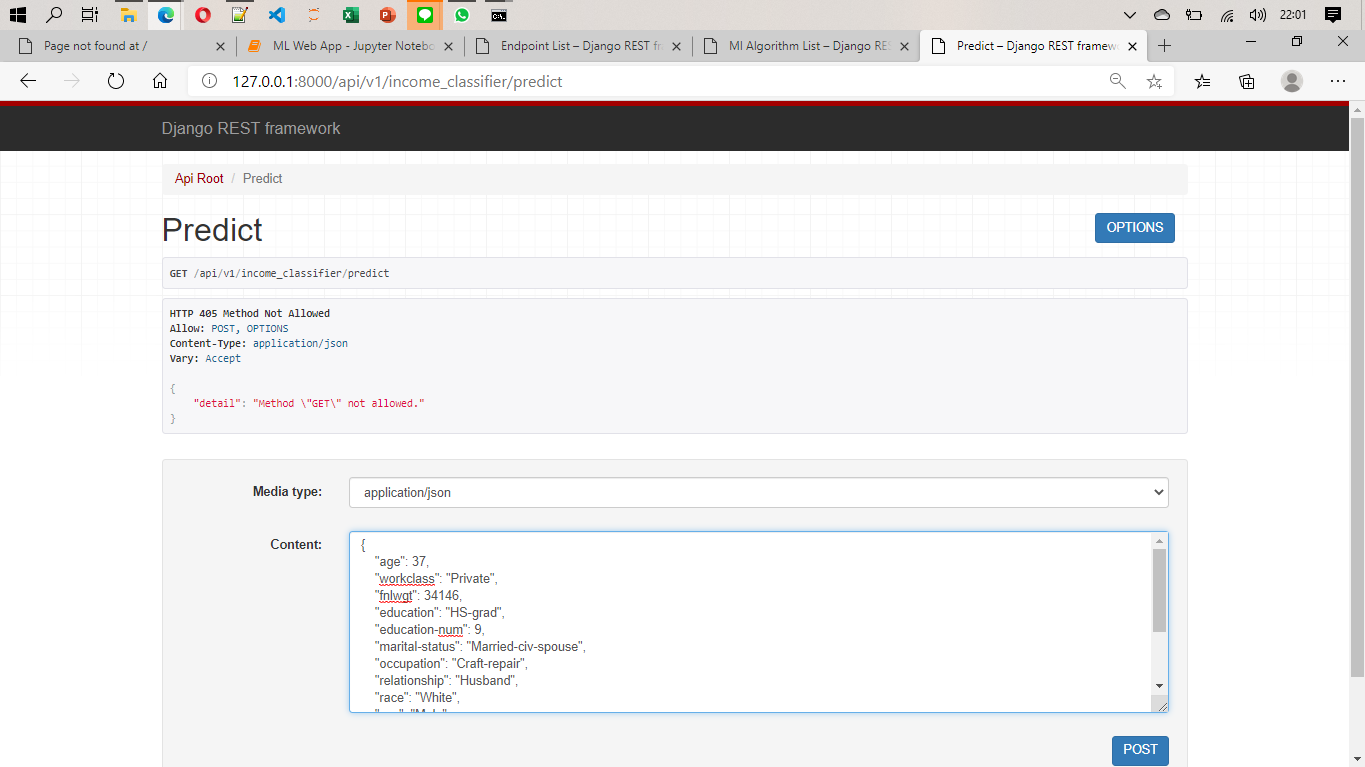 22:01
Page not found at /
ML Web App - Jupyter Notebo
Endpoint List – Django REST fr
Ml Algorithm List – Django RES
Predict – Django REST framew
127.0.0.1:8000/api/v1/income_classifier/predict
Django REST framework
Api Root / Predict
Predict
OPTIONS
GET /api/v1/income_classifier/predict
HTTP 405 Method Not Allowed
Allow: POST, OPTIONS
Content-Type: application/json
Vary: Accept
{
"detail": "Method \"GET\" not allowed."
}
Media type:
application/json
Content:
{
"age": 37,
"workclass": "Private",
"fnlwgt": 34146,
"education": "HS-grad",
"education-num": 9,
"marital-status": "Married-civ-spouse",
"occupation": "Craft-repair",
"relationship": "Husband",
"race": "White",
POST